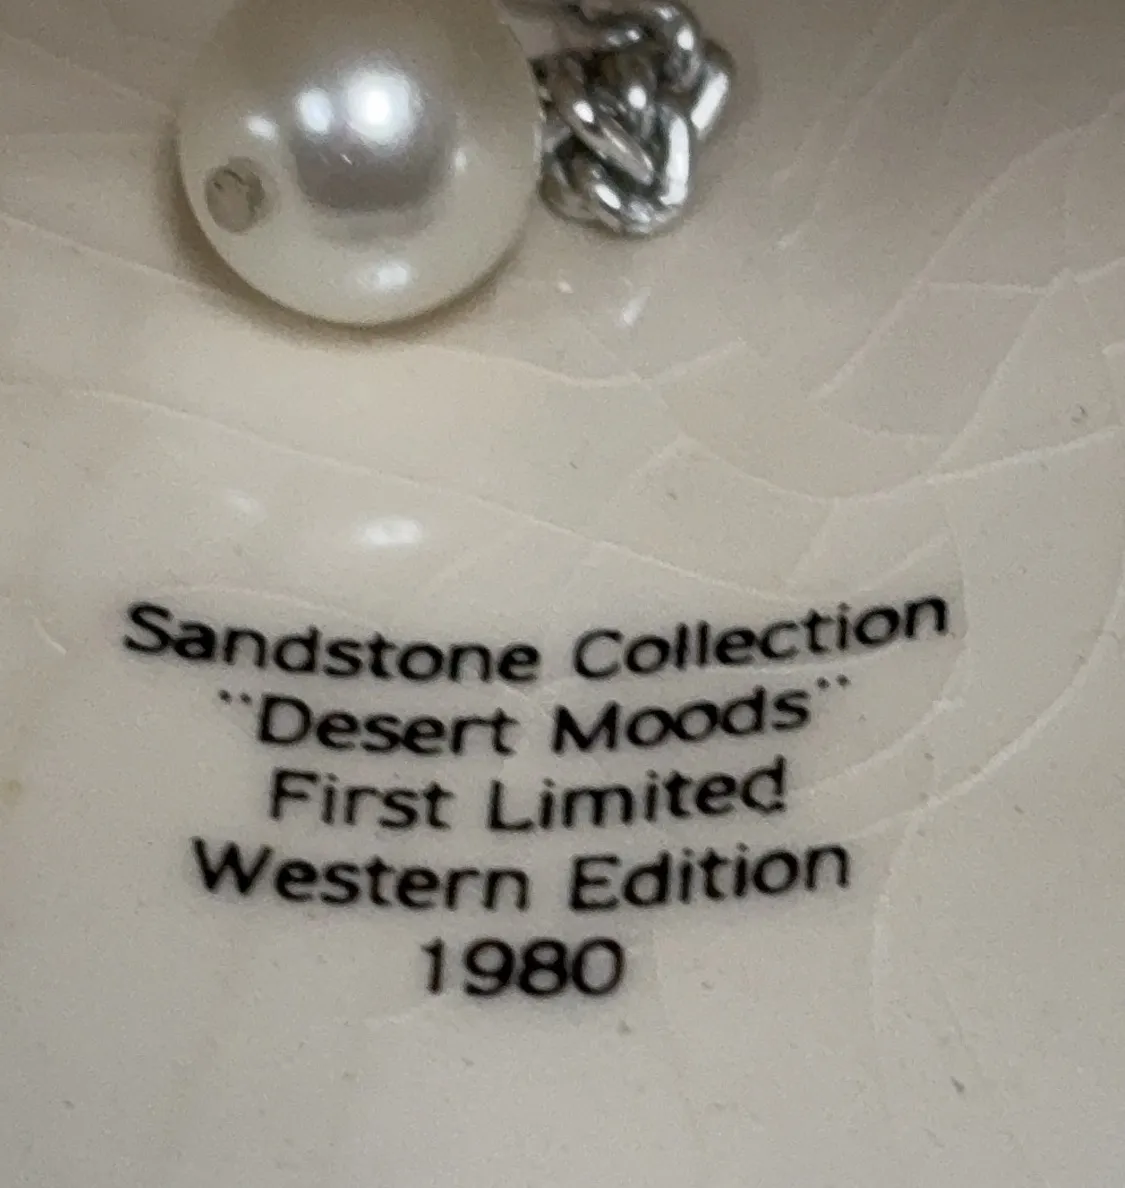 Sandstone Collection
¨Desert Moods¨
First Limited
Western Edition
1980